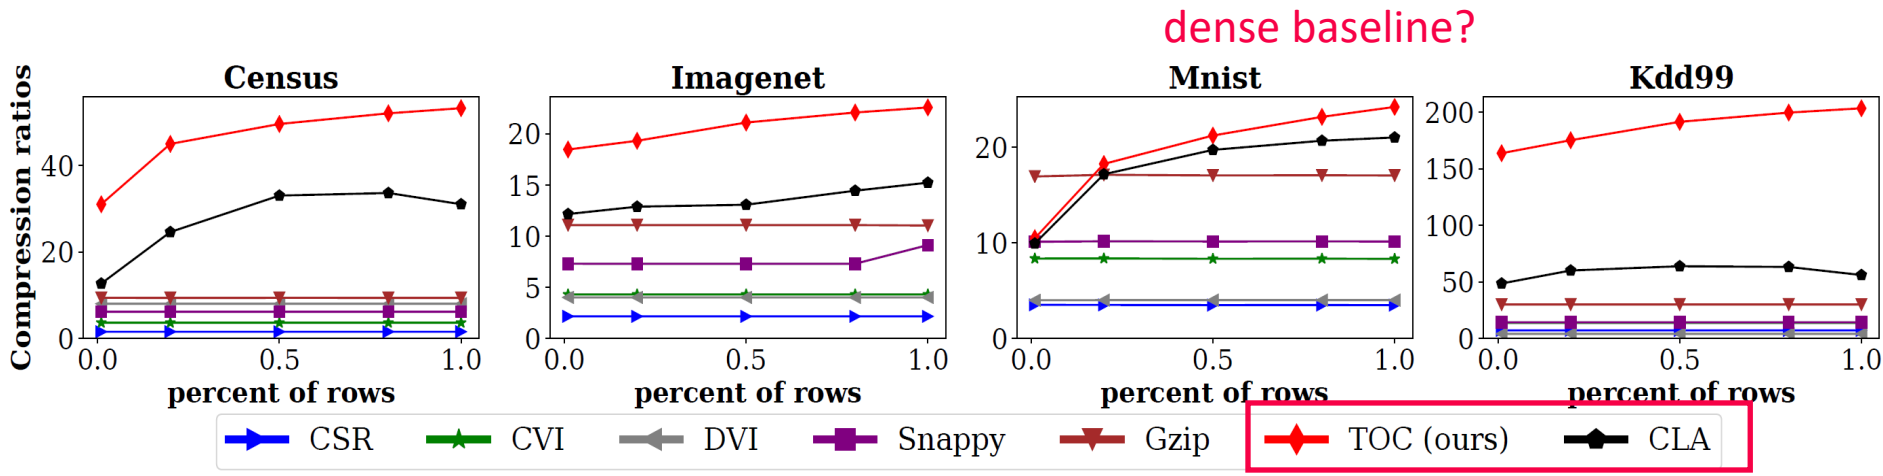 dense baseline?
Census Imagenet Mnist Kdd99
Compression ratios
40
20
0
0.0 0.5 1.0
percent of rows
20
15
10
5
0
0.0 0.5 1.0
percent of rows
20
10
0
0.0 0.5 1.0
percent of rows
200
150
100
50
0
0.0 0.5 1.0
percent of rows
CSR CVI DVI Snappy Gzip TOC (ours) CLA